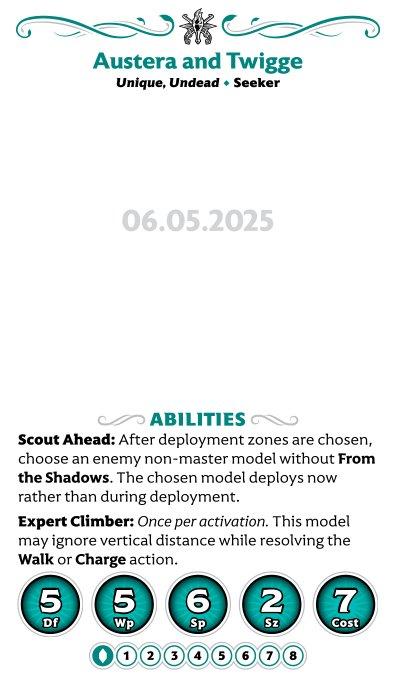 Austera and Twigge
Unique, Undead ♦ Seeker
06.05.2025
ABILITIES
Scout Ahead: After deployment zones are chosen,
choose an enemy non-master model without From
the Shadows. The chosen model deploys now
rather than during deployment.
Expert Climber: Once per activation. This model
may ignore vertical distance while resolving the
Walk or Charge action.
5 5 6 2 7
Df Wp Sp Sz Cost
1 2 3 4 5 6 7 8